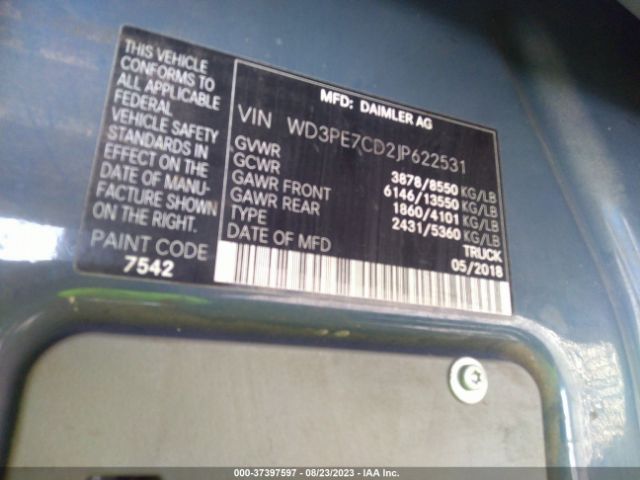 THIS VEHICLE
CONFORMS TO
ALL APPLICABLE
FEDERAL
VEHICLE SAFETY
STANDARDS IN
EFFECT ON THE
DATE OF MANU-
FACTURE SHOWN
ON THE RIGHT.
PAINT CODE
7542
MFD: DAIMLER AG
VIN WD3PE7CD2JP622531
GVWR 3878/8550 KG/LB
GCWR 6146/13550 KG/LB
GAWR FRONT 1860/4101 KG/LB
GAWR REAR 2431/5360 KG/LB
TYPE TRUCK
DATE OF MFD 05/2018
000-37397597 - 08/23/2023 - IAA Inc.